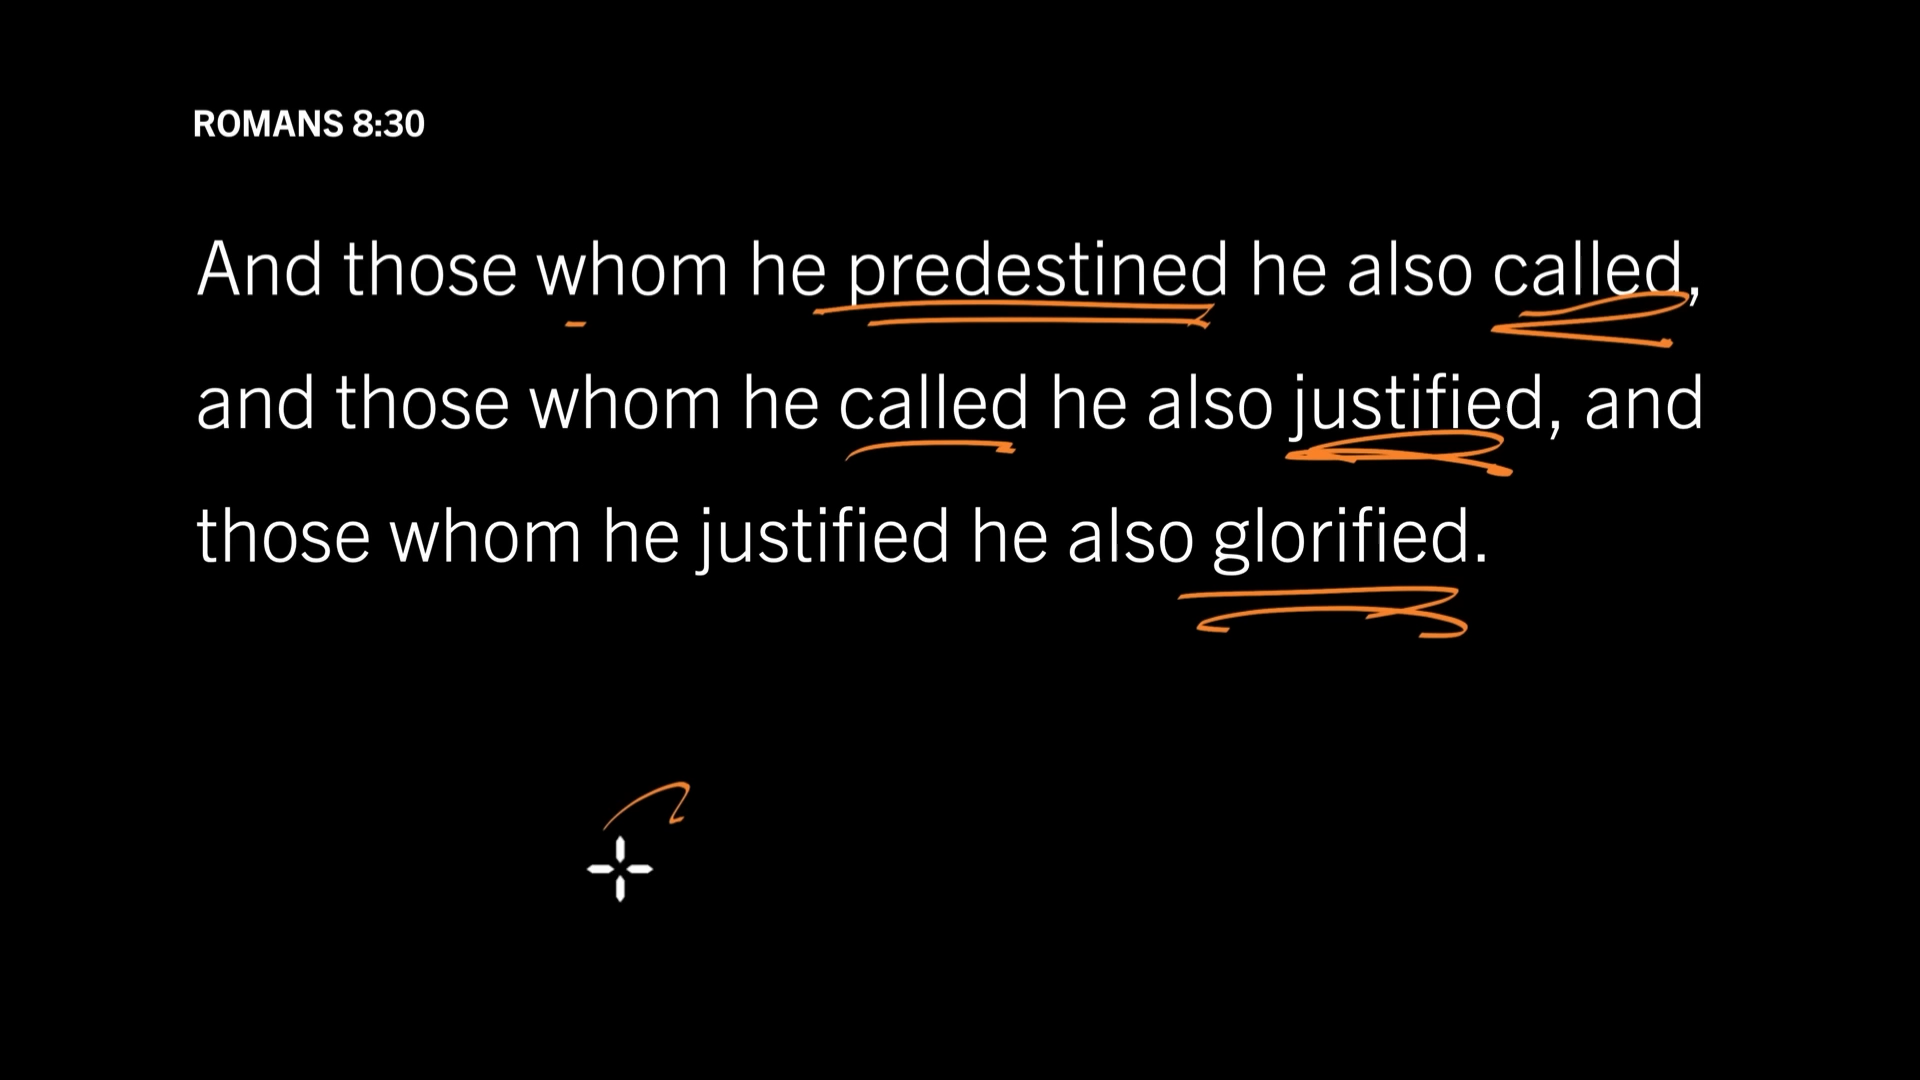 ROMANS 8:30
And those whom he predestined he also called,
and those whom he called he also justified, and
those whom he justified he also glorified.